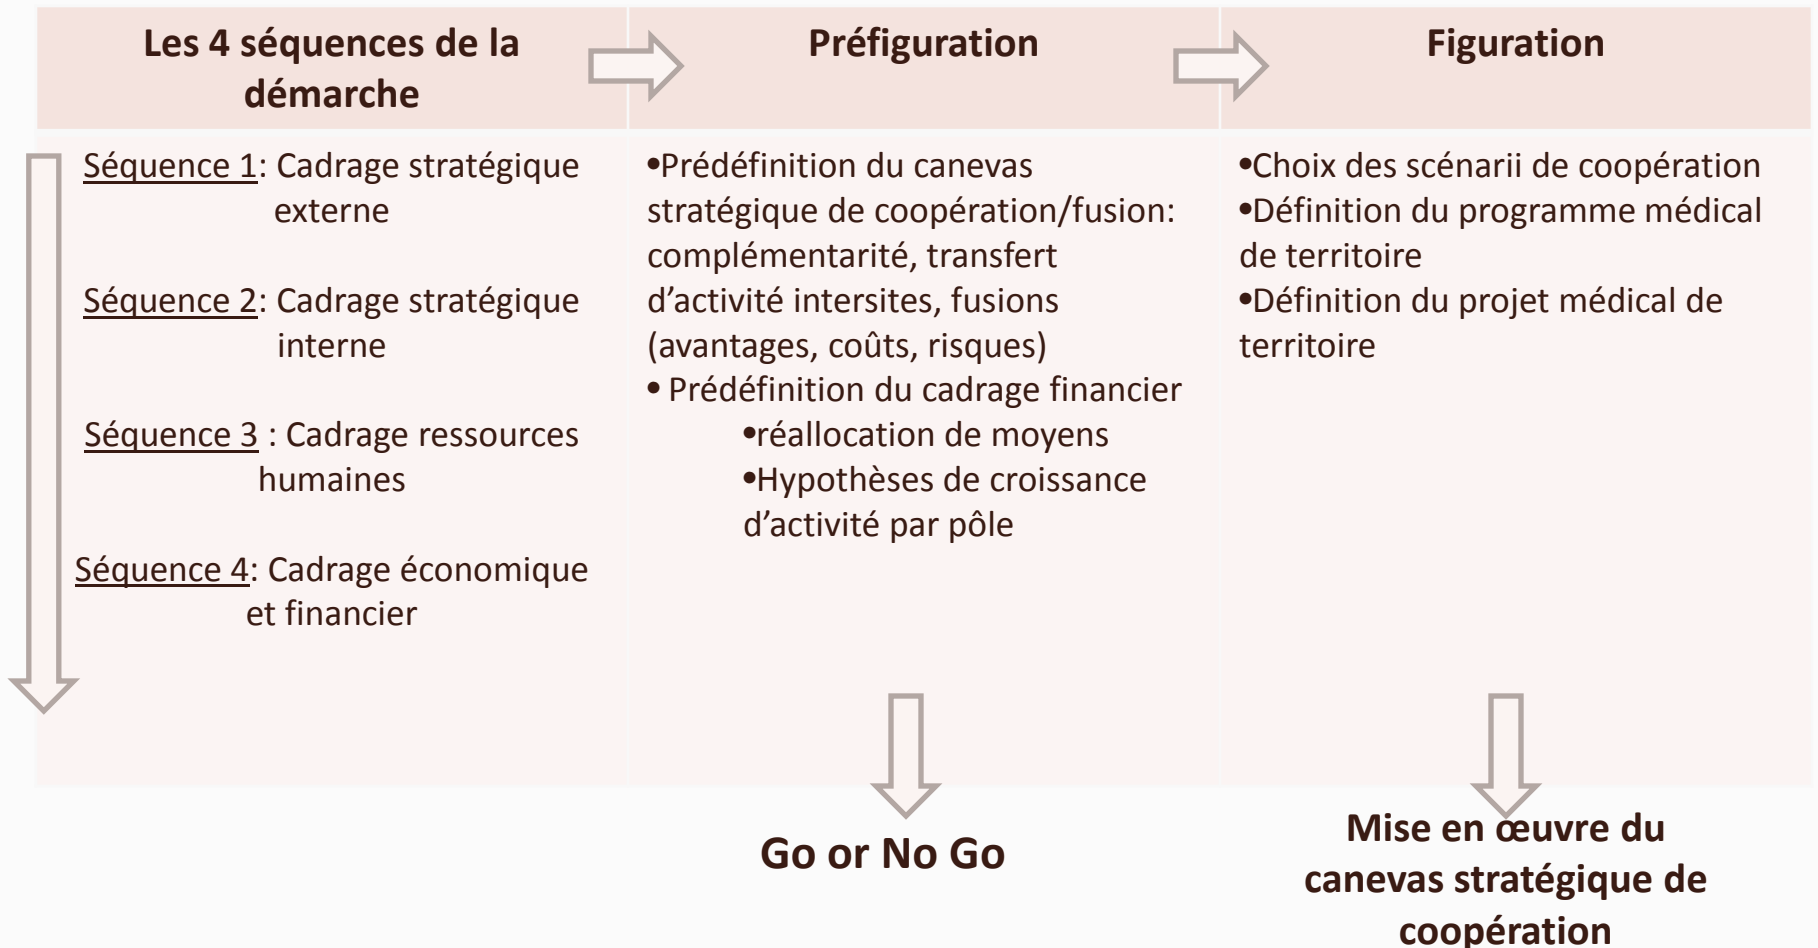 Les 4 séquences de la
démarche
Préfiguration
Figuration
Séquence 1: Cadrage stratégique
externe
Séquence 2: Cadrage stratégique
interne
Séquence 3 : Cadrage ressources
humaines
Séquence 4: Cadrage économique
et financier
•Prédéfinition du canevas
stratégique de coopération/fusion:
complémentarité, transfert
d’activité intersites, fusions
(avantages, coûts, risques)
• Prédéfinition du cadrage financier
•réallocation de moyens
•Hypothèses de croissance
d’activité par pôle
•Choix des scénarii de coopération
•Définition du programme médical
de territoire
•Définition du projet médical de
territoire
Go or No Go
Mise en œuvre du
canevas stratégique de
coopération